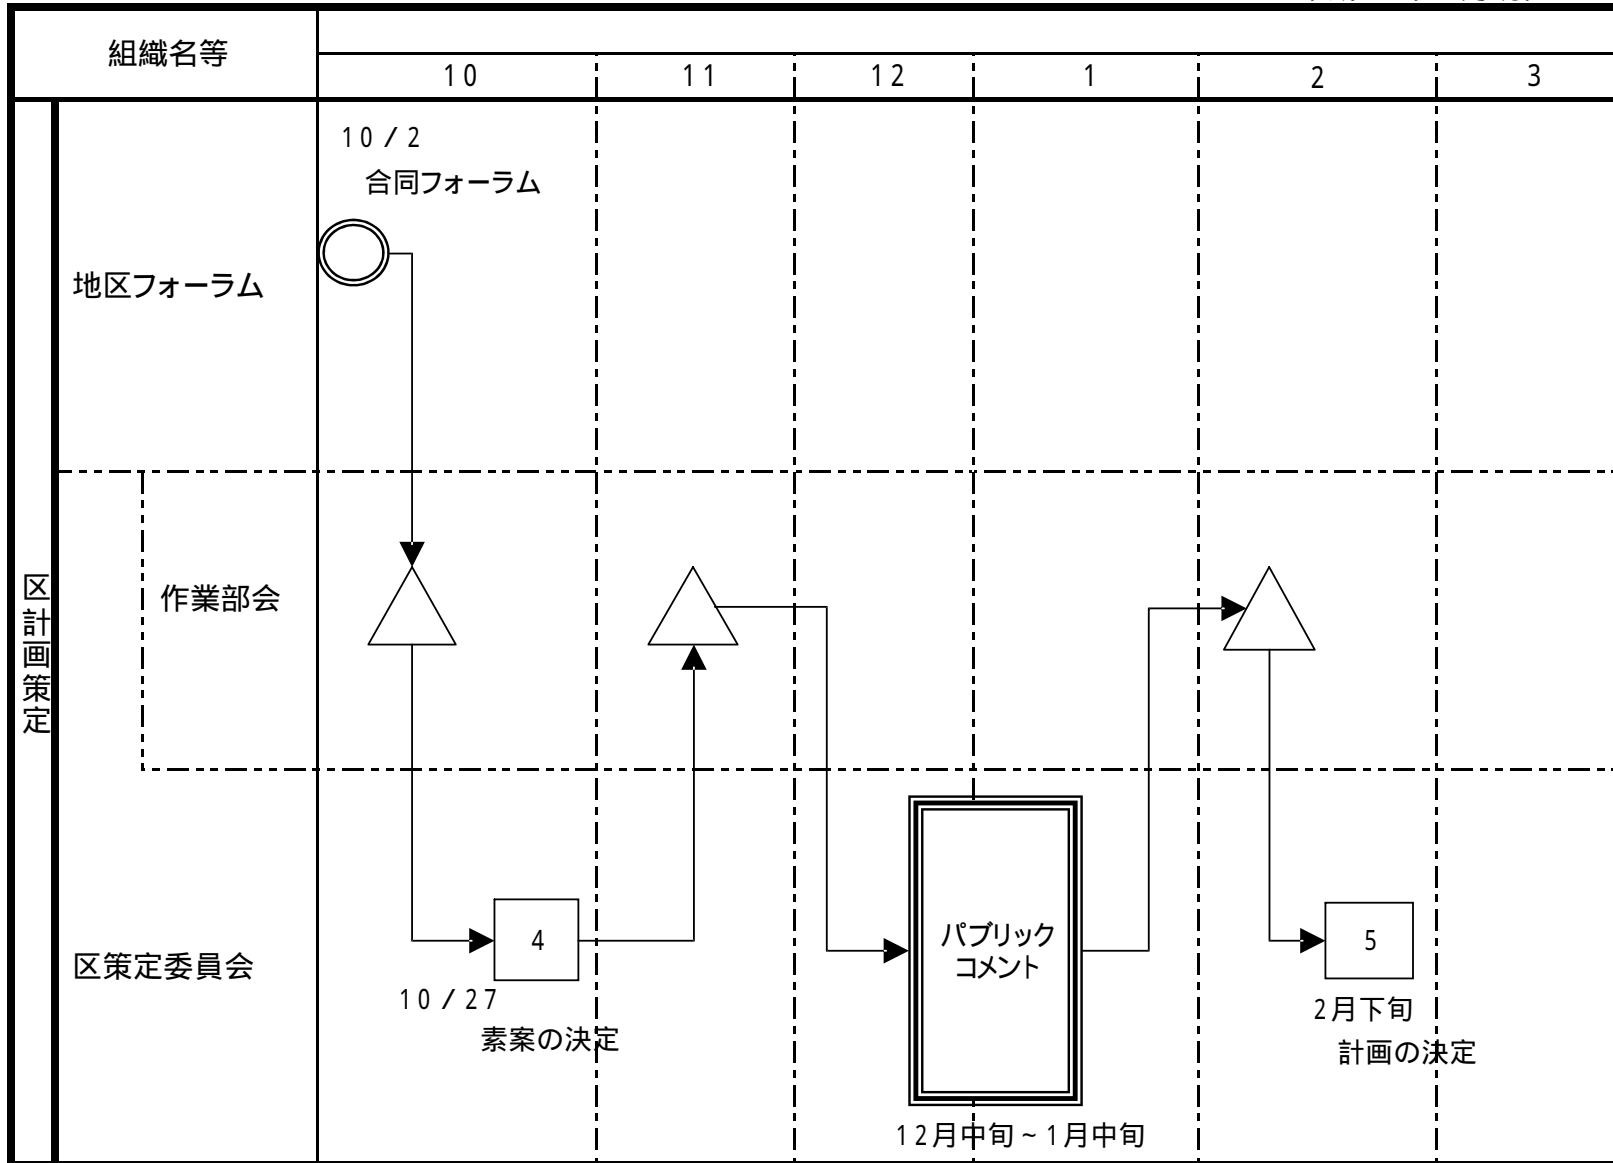 組織名等
10 11 12 1 2 3
10/2
合同フォーラム
地区フォーラム
区計画策定
作業部会
区策定委員会
4
10/27
素案の決定
パブリック
コメント
12月中旬~1月中旬
5
2月下旬
計画の決定